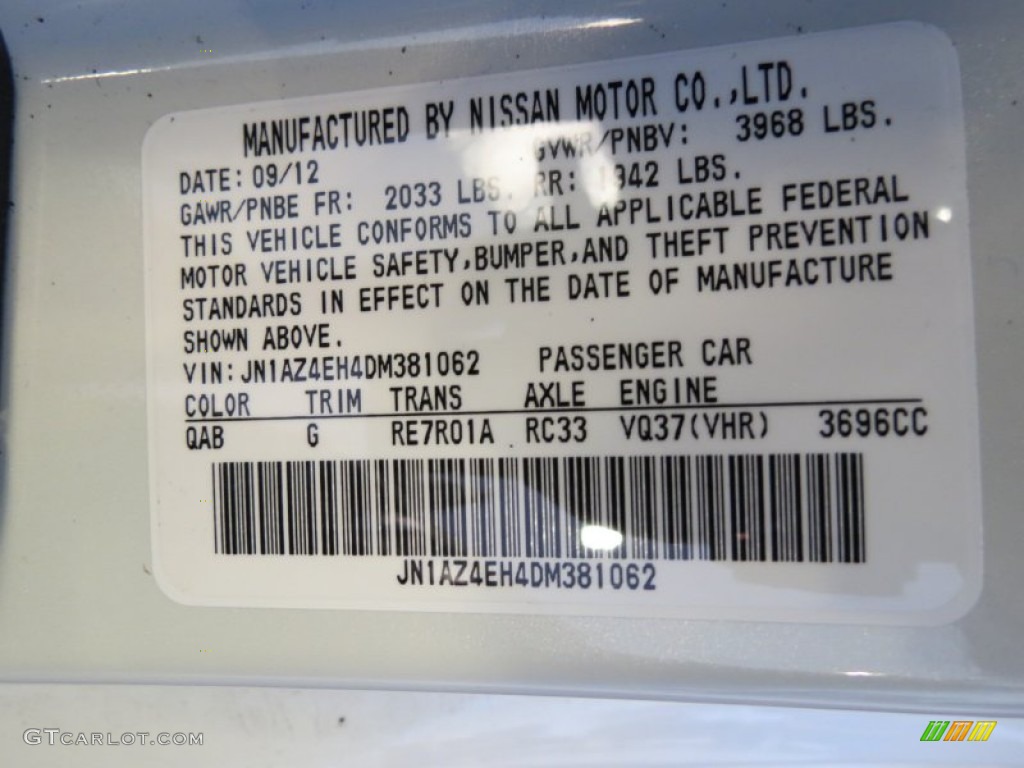 MANUFACTURED BY NISSAN MOTOR CO.,LTD.
DATE: 09/12 GVWR/PNBV: 3968 LBS.
GAWR/PNBE FR: 2033 LBS. RR: 1942 LBS.
THIS VEHICLE CONFORMS TO ALL APPLICABLE FEDERAL
MOTOR VEHICLE SAFETY,BUMPER,AND THEFT PREVENTION
STANDARDS IN EFFECT ON THE DATE OF MANUFACTURE
SHOWN ABOVE.
VIN: JN1AZ4EH4DM381062 PASSENGER CAR
COLOR TRIM TRANS AXLE ENGINE
QAB G RE7R01A RC33 VQ37(VHR) 3696CC
JN1AZ4EH4DM381062
GTCARLOT.COM